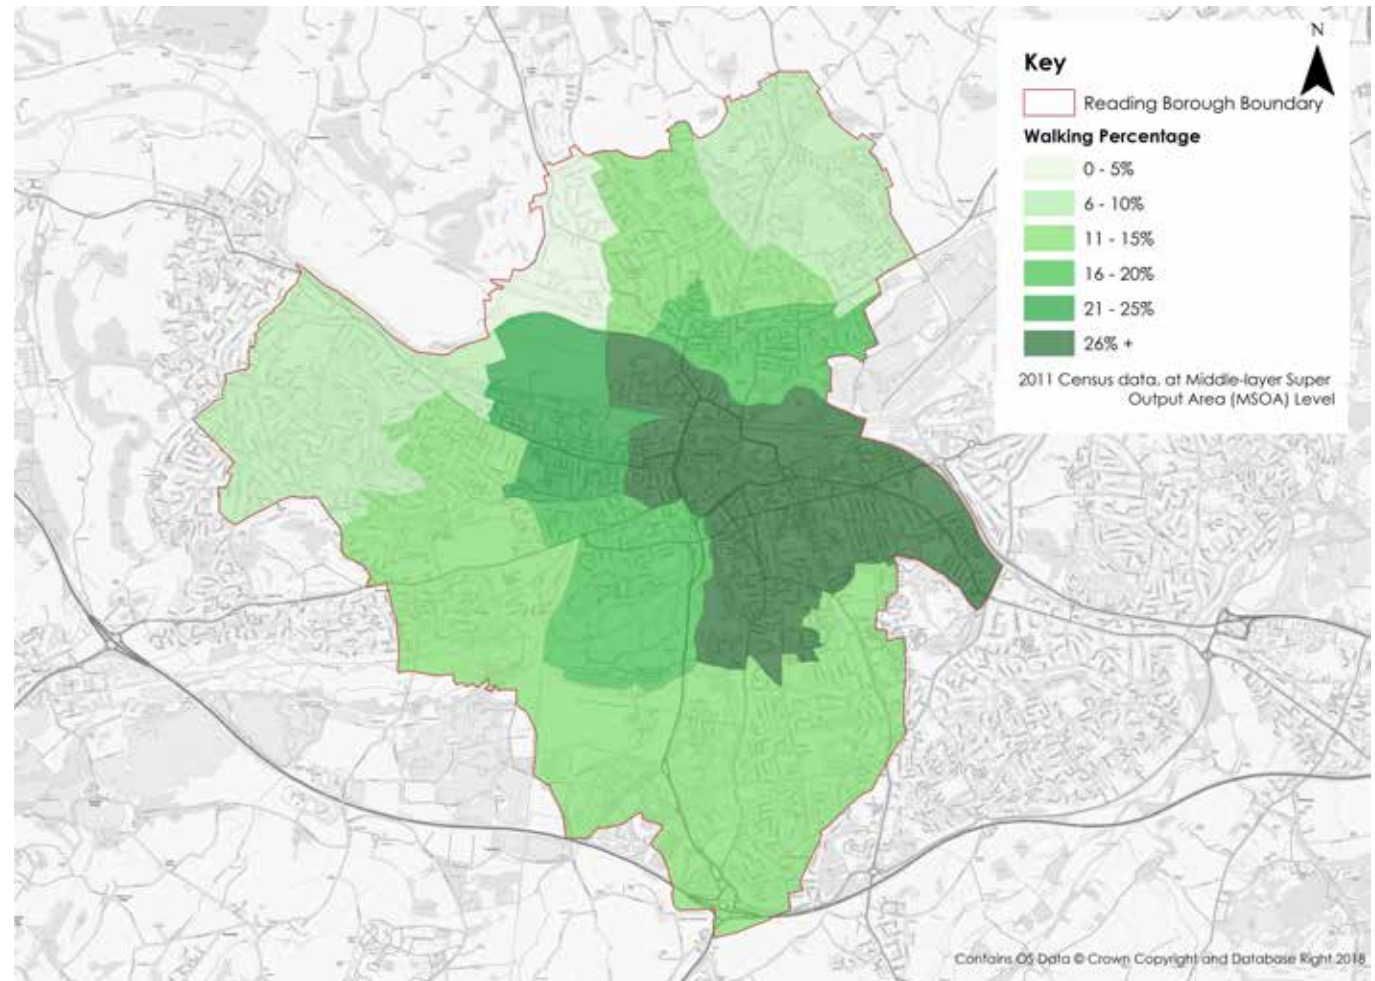 N
Key
Reading Borough Boundary
Walking Percentage
0 - 5%
6 - 10%
11 - 15%
16 - 20%
21 - 25%
26% +
2011 Census data, at Middle-layer Super
Output Area (MSOA) Level
Contains OS Data © Crown Copyright and Database Right 2018